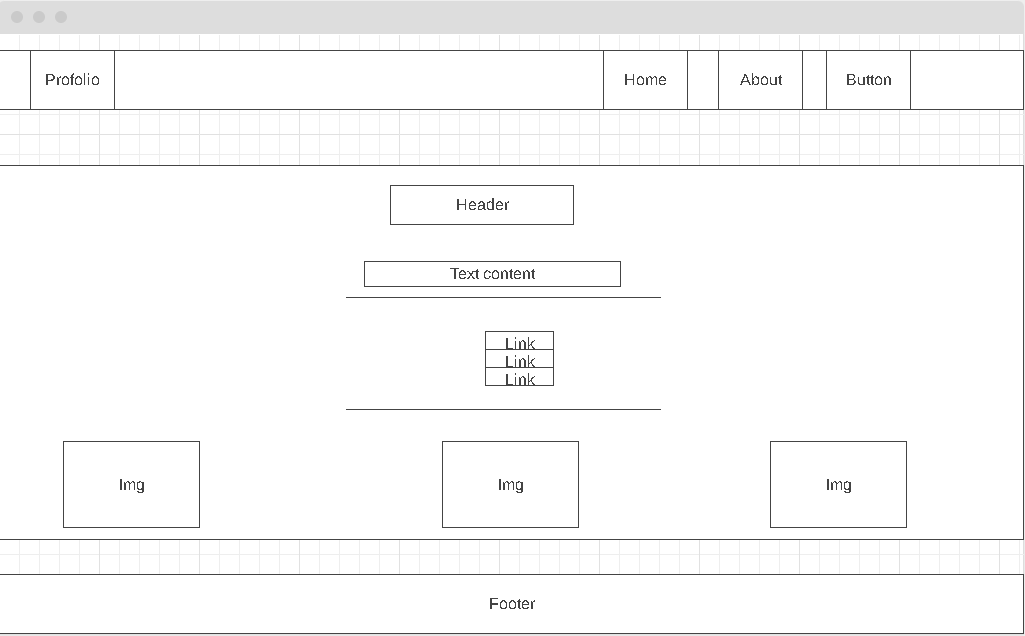 Profolio
Home
About
Button
Header
Text content
Link
Link
Link
Img
Img
Img
Footer